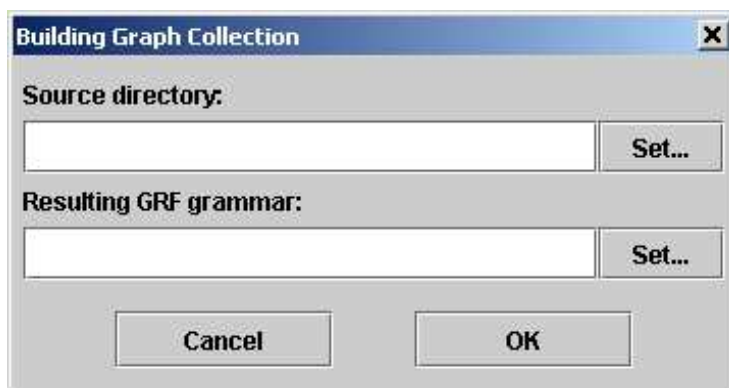 Building Graph Collection
Source directory:
Set...
Resulting GRF grammar:
Set...
Cancel OK